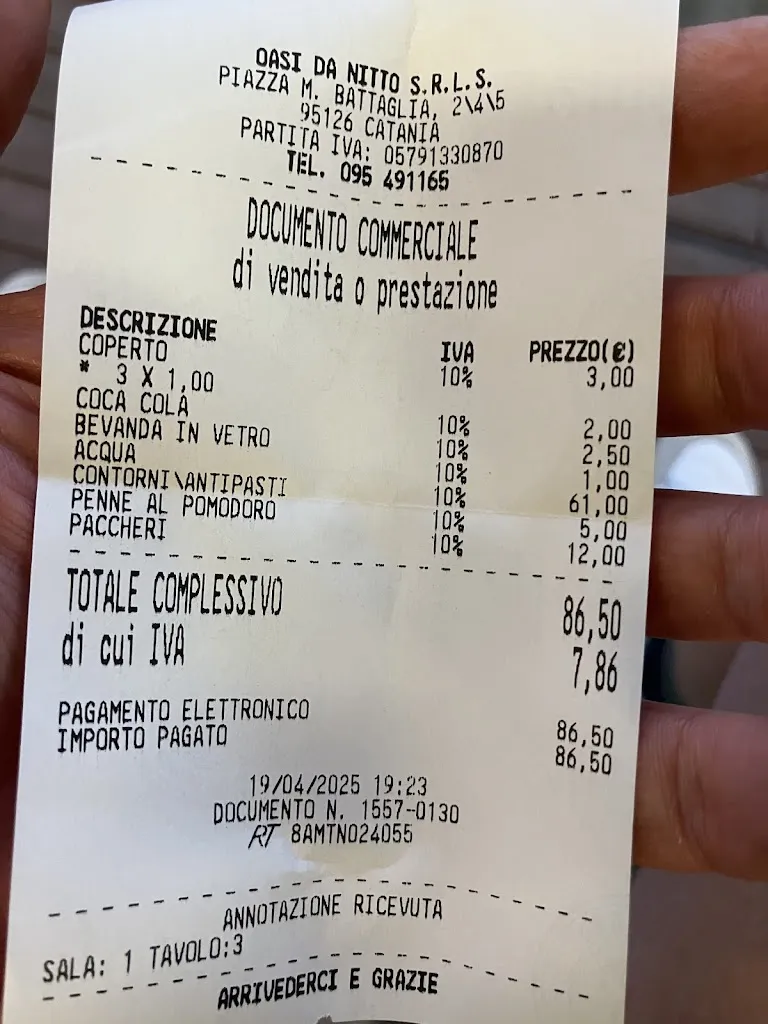 OASI DA NITTO S.R.L.S.
PIAZZA M. BATTAGLIA, 2\4\5
95126 CATANIA
PARTITA IVA: 05791330870
TEL. 095 491165
DOCUMENTO COMMERCIALE
di vendita o prestazione
DESCRIZIONE IVA PREZZO(€)
COPERTO 10% 3,00
* 3 X 1,00
COCA COLA 10% 2,00
BEVANDA IN VETRO 10% 2,50
ACQUA 10% 1,00
CONTORNI\ANTIPASTI 10% 61,00
PENNE AL POMODORO 10% 5,00
PACCHERI 10% 12,00
TOTALE COMPLESSIVO 86,50
di cui IVA 7,86
PAGAMENTO ELETTRONICO 86,50
IMPORTO PAGATO 86,50
19/04/2025 19:23
DOCUMENTO N. 1557-0130
RT 8AMTN024055
ANNOTAZIONE RICEVUTA
SALA: 1 TAVOLO:3
ARRIVEDERCI E GRAZIE